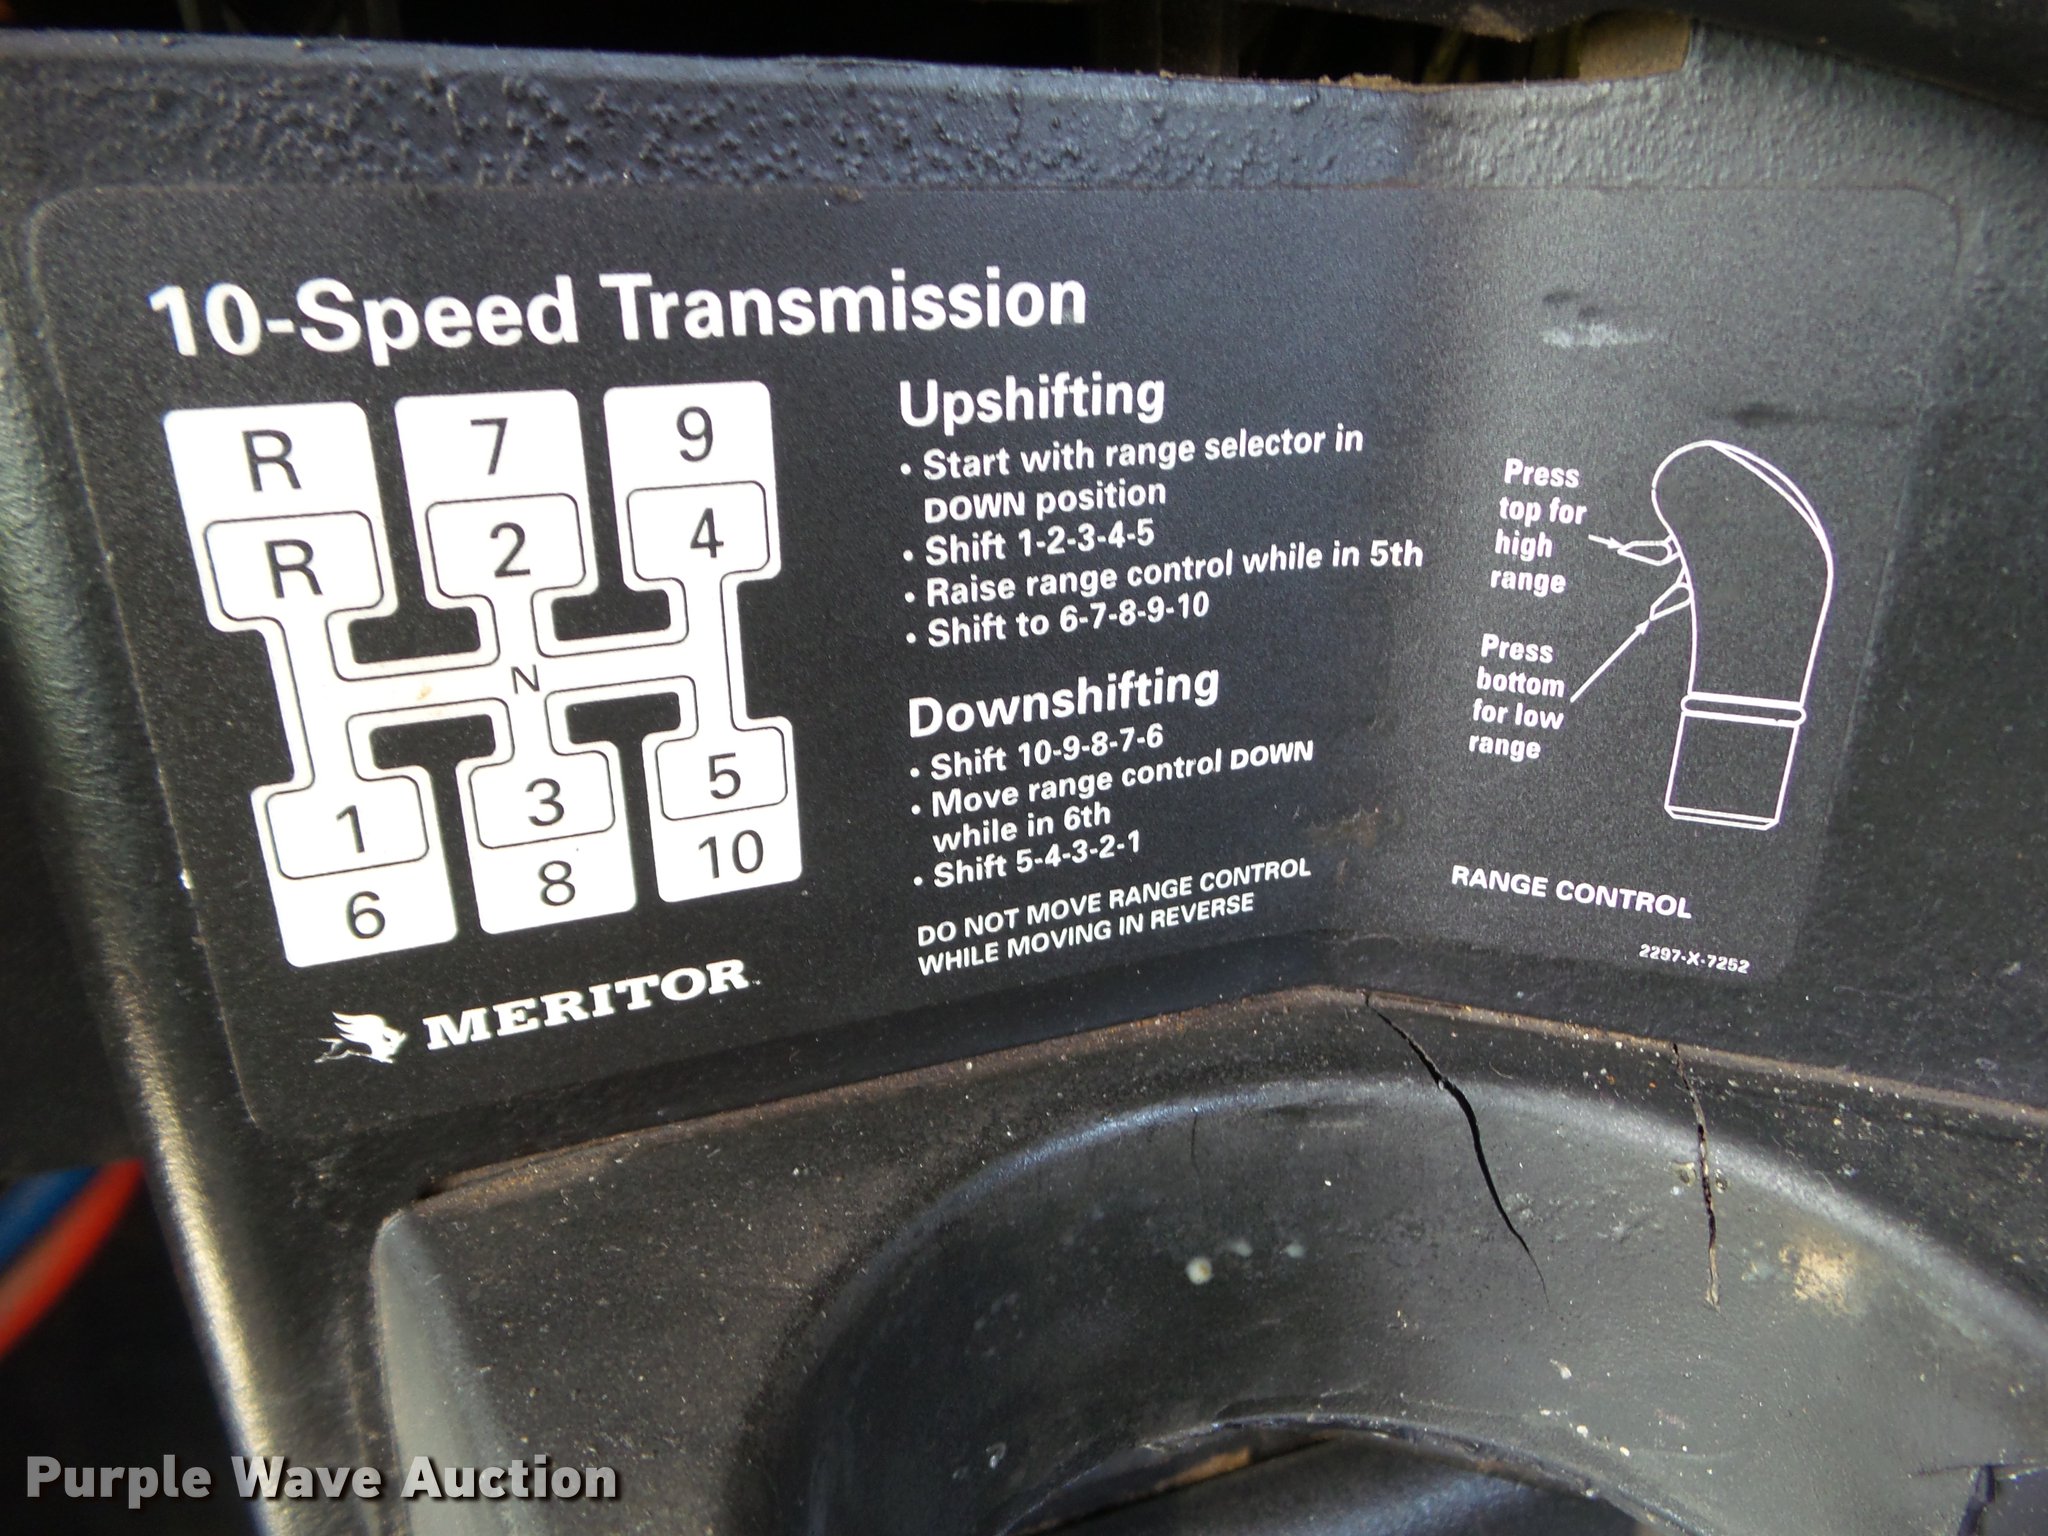 10-Speed Transmission
R 7 9
R 2 4
N
1 3 5
6 8 10
MERITOR
Upshifting
• Start with range selector in
DOWN position
• Shift 1-2-3-4-5
• Raise range control while in 5th
• Shift to 6-7-8-9-10
Downshifting
• Shift 10-9-8-7-6
• Move range control DOWN
while in 6th
• Shift 5-4-3-2-1
DO NOT MOVE RANGE CONTROL
WHILE MOVING IN REVERSE
Press
top for
high
range
Press
bottom
for low
range
RANGE CONTROL
2297-X-7252
Purple Wave Auction